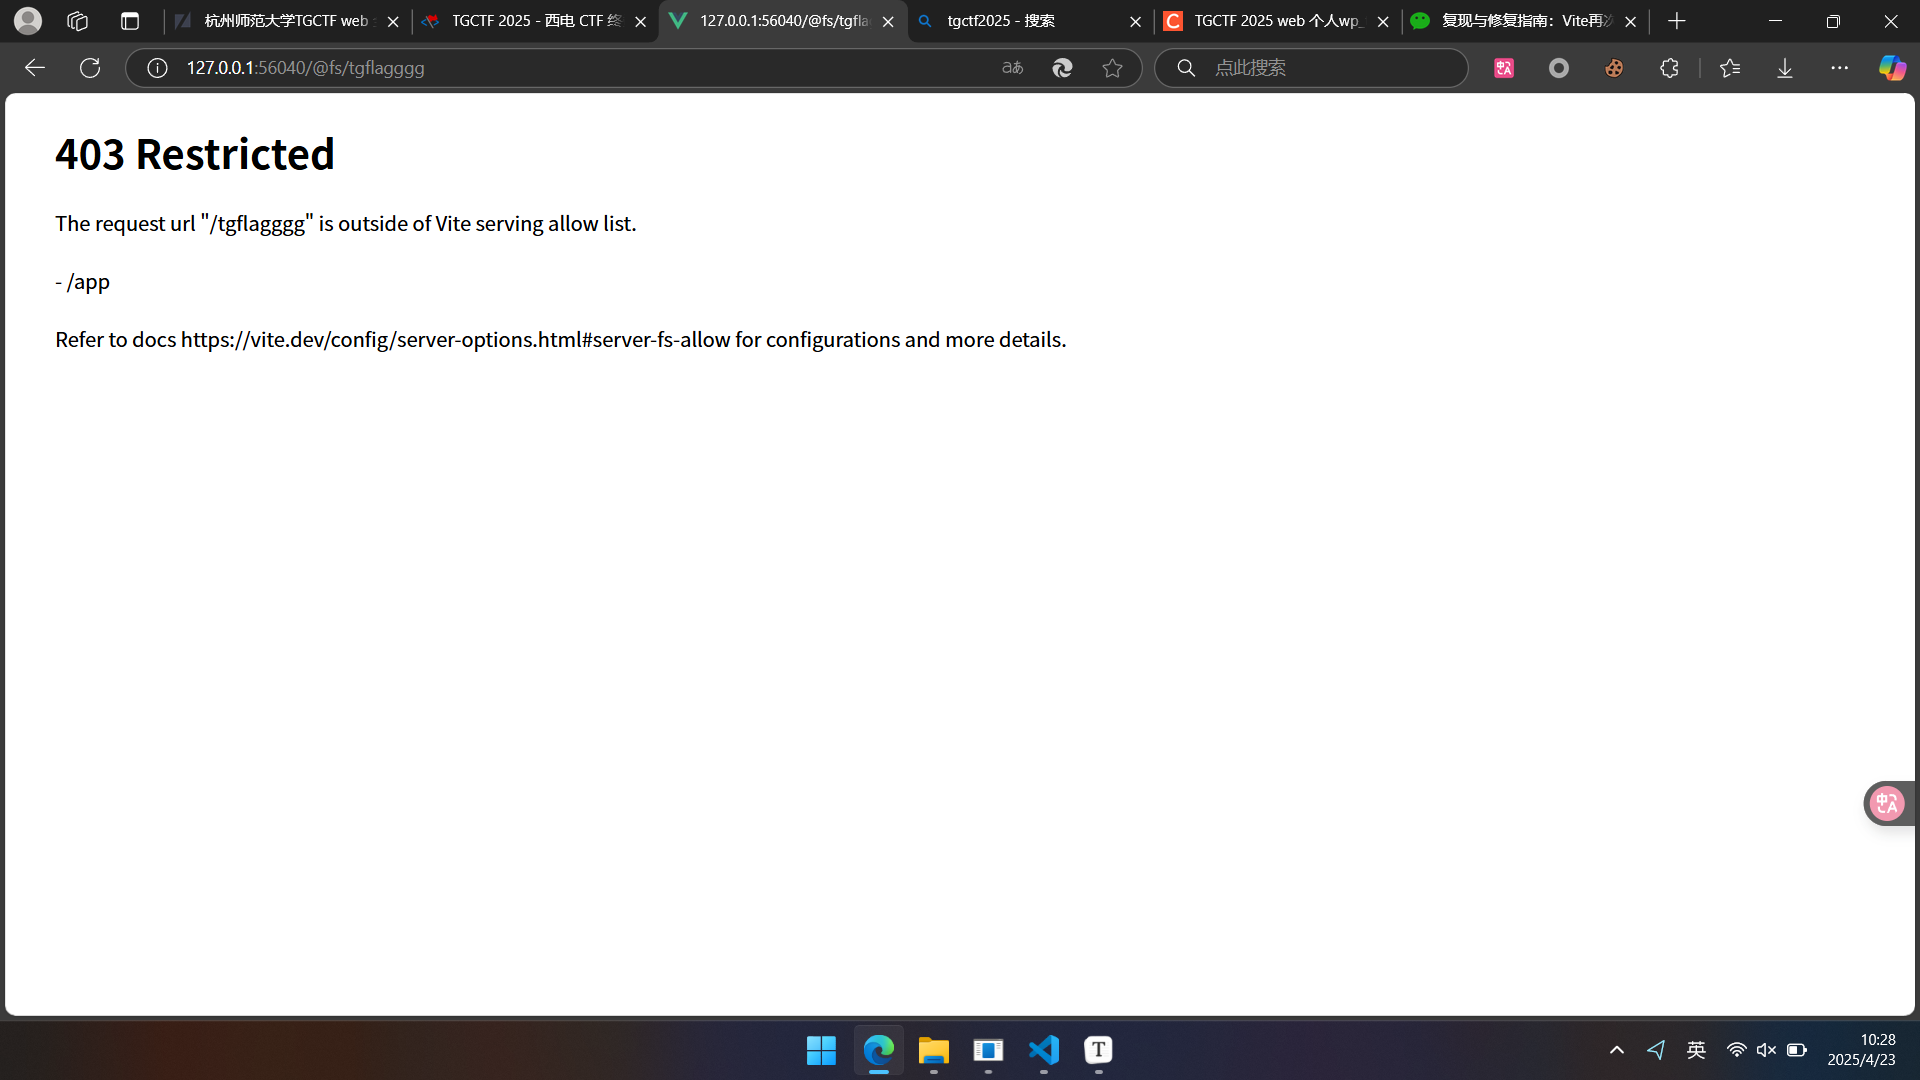 杭州师范大学TGCTF web
TGCTF 2025 - 西电 CTF 终
127.0.0.1:56040/@fs/tgfla
tgctf2025 - 搜索
TGCTF 2025 web 个人wp_
复现与修复指南：Vite再次
127.0.0.1:56040/@fs/tgflagggg
点此搜索
403 Restricted
The request url "/tgflagggg" is outside of Vite serving allow list.
- /app
Refer to docs https://vite.dev/config/server-options.html#server-fs-allow for configurations and more details.
英
10:28
2025/4/23